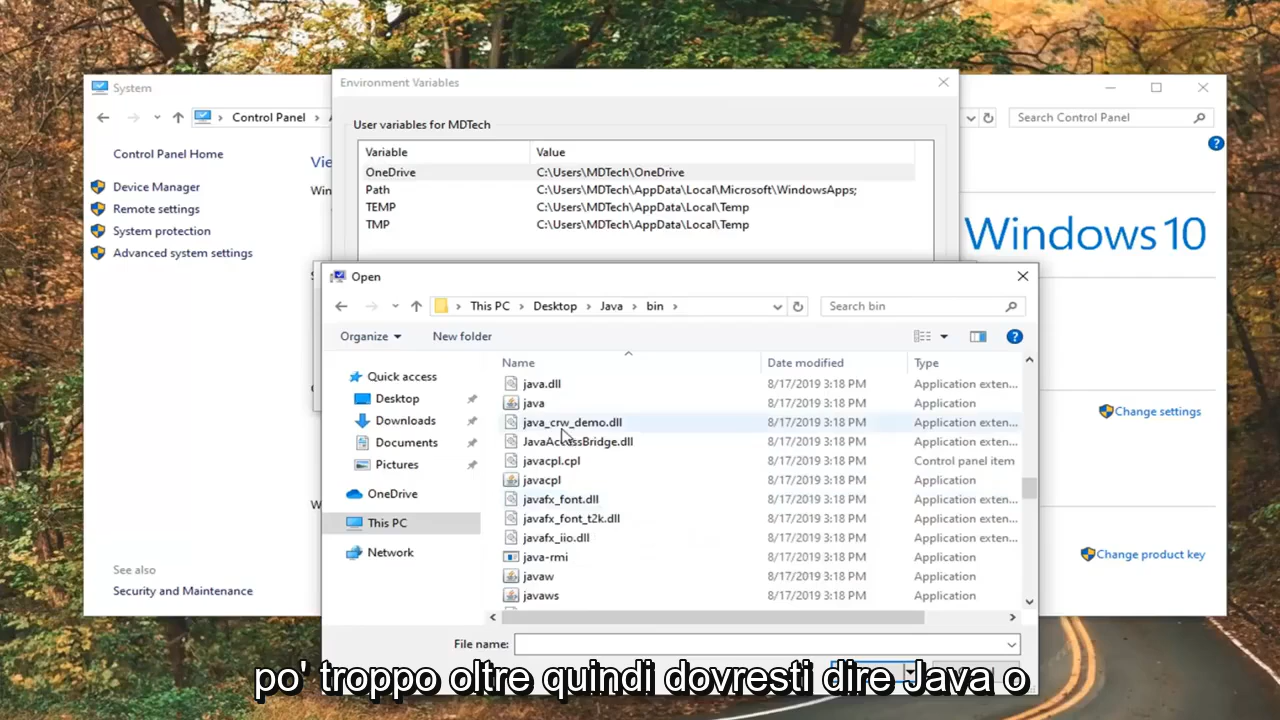 System
Environment Variables
Control Panel
Search Control Panel
User variables for MDTech
Control Panel Home
Variable Value
OneDrive C:\Users\MDTech\OneDrive
Path C:\Users\MDTech\AppData\Local\Microsoft\WindowsApps;
TEMP C:\Users\MDTech\AppData\Local\Temp
TMP C:\Users\MDTech\AppData\Local\Temp
Device Manager
Remote settings
System protection
Advanced system settings
Windows 10
Open
This PC > Desktop > Java > bin >
Search bin
Organize New folder
Name Date modified Type
Quick access
Desktop
Downloads
Documents
Pictures
OneDrive
This PC
Network
java.dll 8/17/2019 3:18 PM Application exten...
java 8/17/2019 3:18 PM Application
java_crw_demo.dll 8/17/2019 3:18 PM Application exten...
JavaAccessBridge.dll 8/17/2019 3:18 PM Application exten...
javacpl.cpl 8/17/2019 3:18 PM Control panel item
javacpl 8/17/2019 3:18 PM Application
javafx_font.dll 8/17/2019 3:18 PM Application exten...
javafx_font_t2k.dll 8/17/2019 3:18 PM Application exten...
javafx_iio.dll 8/17/2019 3:18 PM Application exten...
java-rmi 8/17/2019 3:18 PM Application
javaw 8/17/2019 3:18 PM Application
javaws 8/17/2019 3:18 PM Application
File name:
Change settings
Change product key
See also
Security and Maintenance
po' troppo oltre quindi dovresti dire Java o